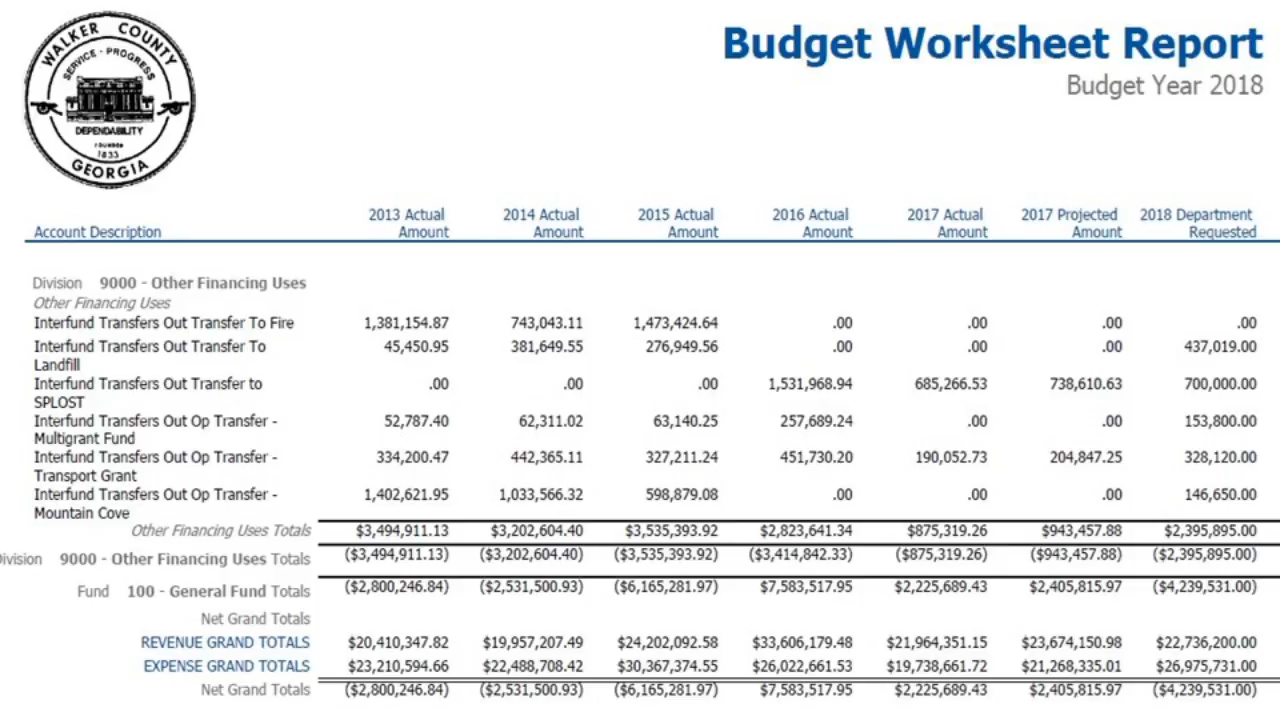 WALKER COUNTY
SERVICE - PROGRESS
DEPENDABILITY
FOUNDED
1833
GEORGIA
Budget Worksheet Report
Budget Year 2018
Account Description 2013 Actual Amount 2014 Actual Amount 2015 Actual Amount 2016 Actual Amount 2017 Actual Amount 2017 Projected Amount 2018 Department Requested
Division 9000 - Other Financing Uses
Other Financing Uses
Interfund Transfers Out Transfer To Fire 1,381,154.87 743,043.11 1,473,424.64 .00 .00 .00 .00
Interfund Transfers Out Transfer To 45,450.95 381,649.55 276,949.56 .00 .00 .00 437,019.00
Landfill
Interfund Transfers Out Transfer to .00 .00 .00 1,531,968.94 685,266.53 738,610.63 700,000.00
SPLOST
Interfund Transfers Out Op Transfer - 52,787.40 62,311.02 63,140.25 257,689.24 .00 .00 153,800.00
Multigrant Fund
Interfund Transfers Out Op Transfer - 334,200.47 442,365.11 327,211.24 451,730.20 190,052.73 204,847.25 328,120.00
Transport Grant
Interfund Transfers Out Op Transfer - 1,402,621.95 1,033,566.32 598,879.08 .00 .00 .00 146,650.00
Mountain Cove
Other Financing Uses Totals $3,494,911.13 $3,202,604.40 $3,535,393.92 $2,823,641.34 $875,319.26 $943,457.88 $2,395,895.00
ivision 9000 - Other Financing Uses Totals ($3,494,911.13) ($3,202,604.40) ($3,535,393.92) ($3,414,842.33) ($875,319.26) ($943,457.88) ($2,395,895.00)
Fund 100 - General Fund Totals ($2,800,246.84) ($2,531,500.93) ($6,165,281.97) $7,583,517.95 $2,225,689.43 $2,405,815.97 ($4,239,531.00)
Net Grand Totals
REVENUE GRAND TOTALS $20,410,347.82 $19,957,207.49 $24,202,092.58 $33,606,179.48 $21,964,351.15 $23,674,150.98 $22,736,200.00
EXPENSE GRAND TOTALS $23,210,594.66 $22,488,708.42 $30,367,374.55 $26,022,661.53 $19,738,661.72 $21,268,335.01 $26,975,731.00
Net Grand Totals ($2,800,246.84) ($2,531,500.93) ($6,165,281.97) $7,583,517.95 $2,225,689.43 $2,405,815.97 ($4,239,531.00)